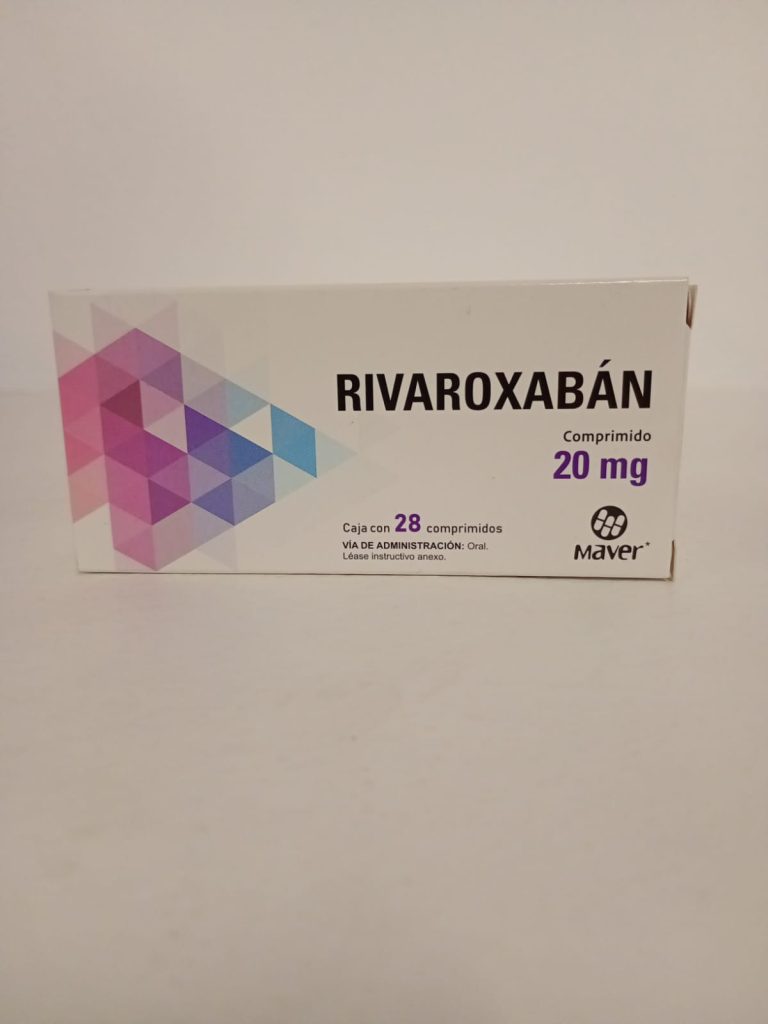 RIVAROXABÁN
Comprimido
20 mg
Caja con 28 comprimidos
VÍA DE ADMINISTRACIÓN: Oral.
Léase instructivo anexo.
Maver*